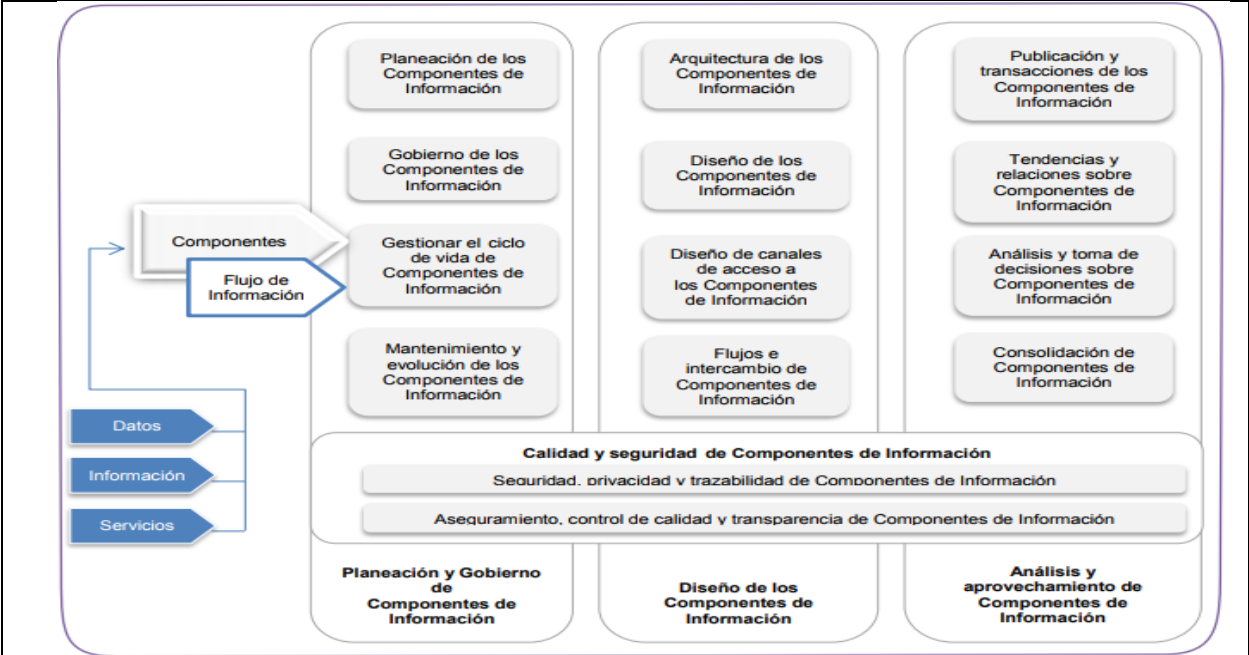 Planeación de los
Componentes de
Información
Gobierno de los
Componentes de
Información
Gestionar el ciclo
de vida de
Componentes de
Información
Mantenimiento y
evolución de los
Componentes de
Información
Arquitectura de los
Componentes de
Información
Diseño de los
Componentes de
Información
Diseño de canales
de acceso a
los Componentes
de Información
Flujos e
intercambio de
Componentes de
Información
Publicación y
transacciones de los
Componentes de
Información
Tendencias y
relaciones sobre
Componentes de
Información
Análisis y toma de
decisiones sobre
Componentes de
Información
Consolidación de
Componentes de
Información
Componentes
Flujo de
Información
Datos
Información
Servicios
Calidad y seguridad de Componentes de Información
Seguridad, privacidad y trazabilidad de Componentes de Información
Aseguramiento, control de calidad y transparencia de Componentes de Información
Planeación y Gobierno
de
Componentes de
Información
Diseño de los
Componentes de
Información
Análisis y
aprovechamiento de
Componentes de
Información